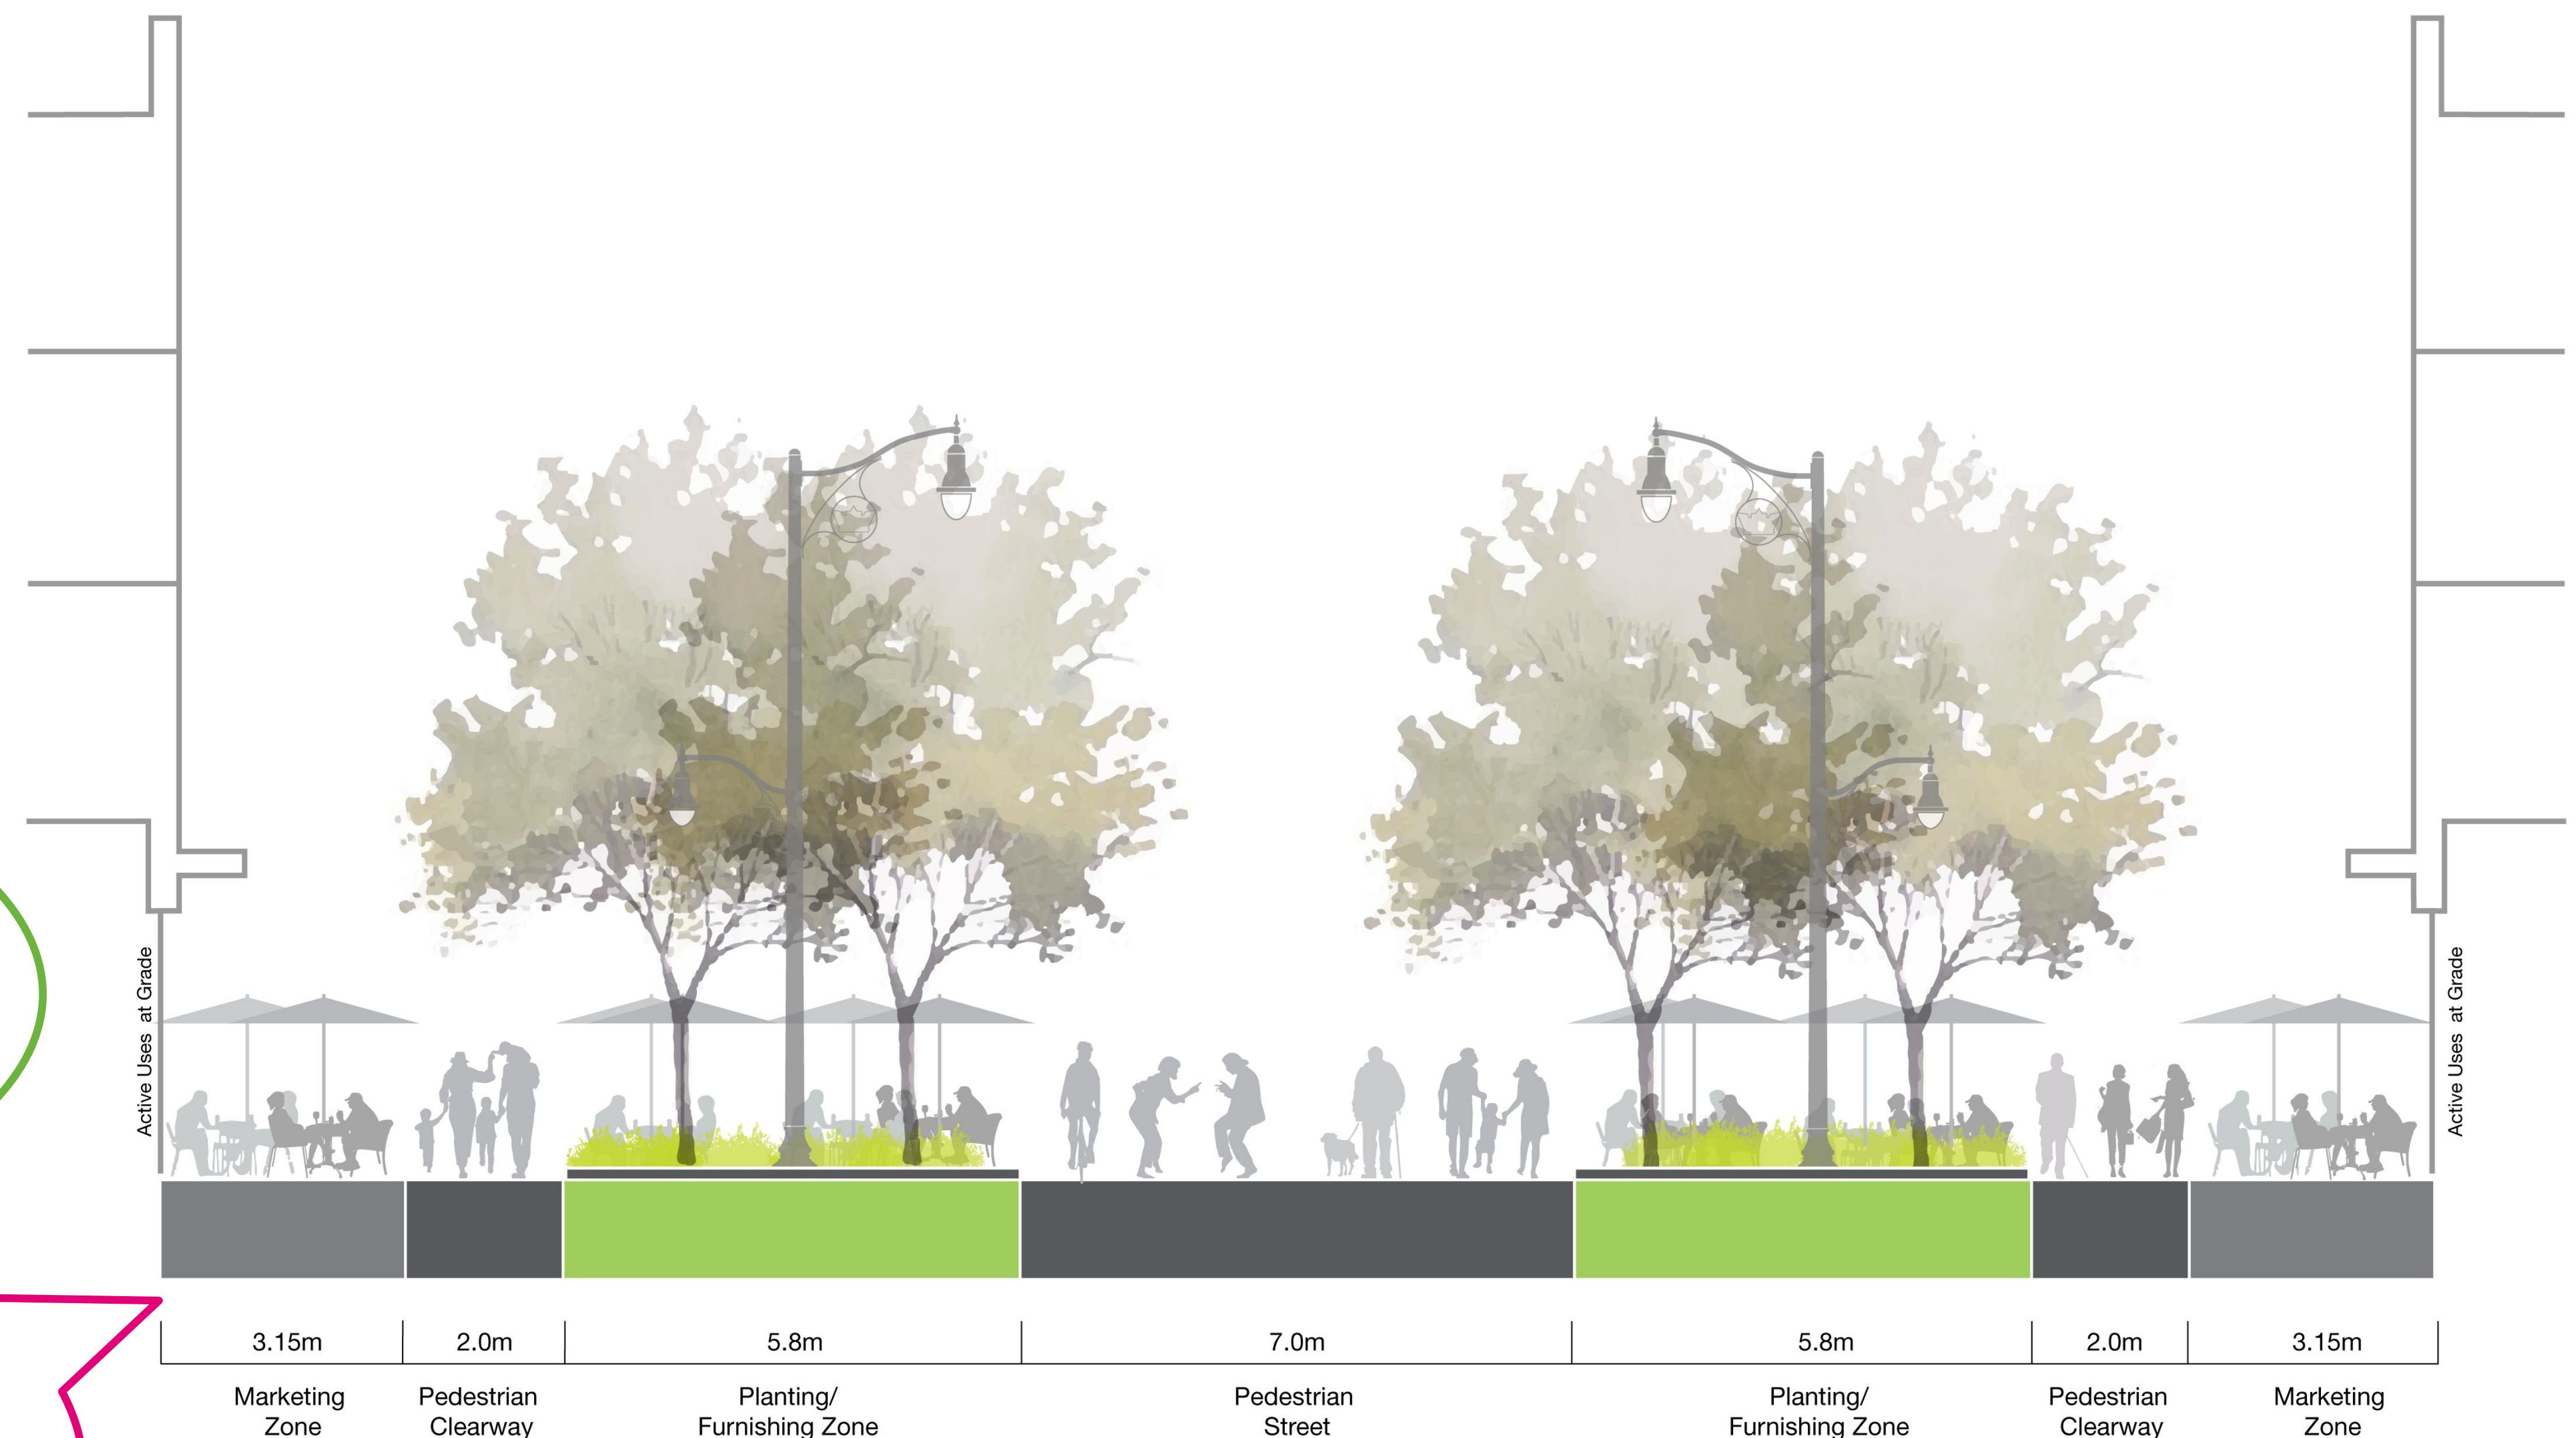 Active Uses at Grade
Active Uses at Grade
3.15m
2.0m
5.8m
7.0m
5.8m
2.0m
3.15m
Marketing
Zone
Pedestrian
Clearway
Planting/
Furnishing Zone
Pedestrian
Street
Planting/
Furnishing Zone
Pedestrian
Clearway
Marketing
Zone